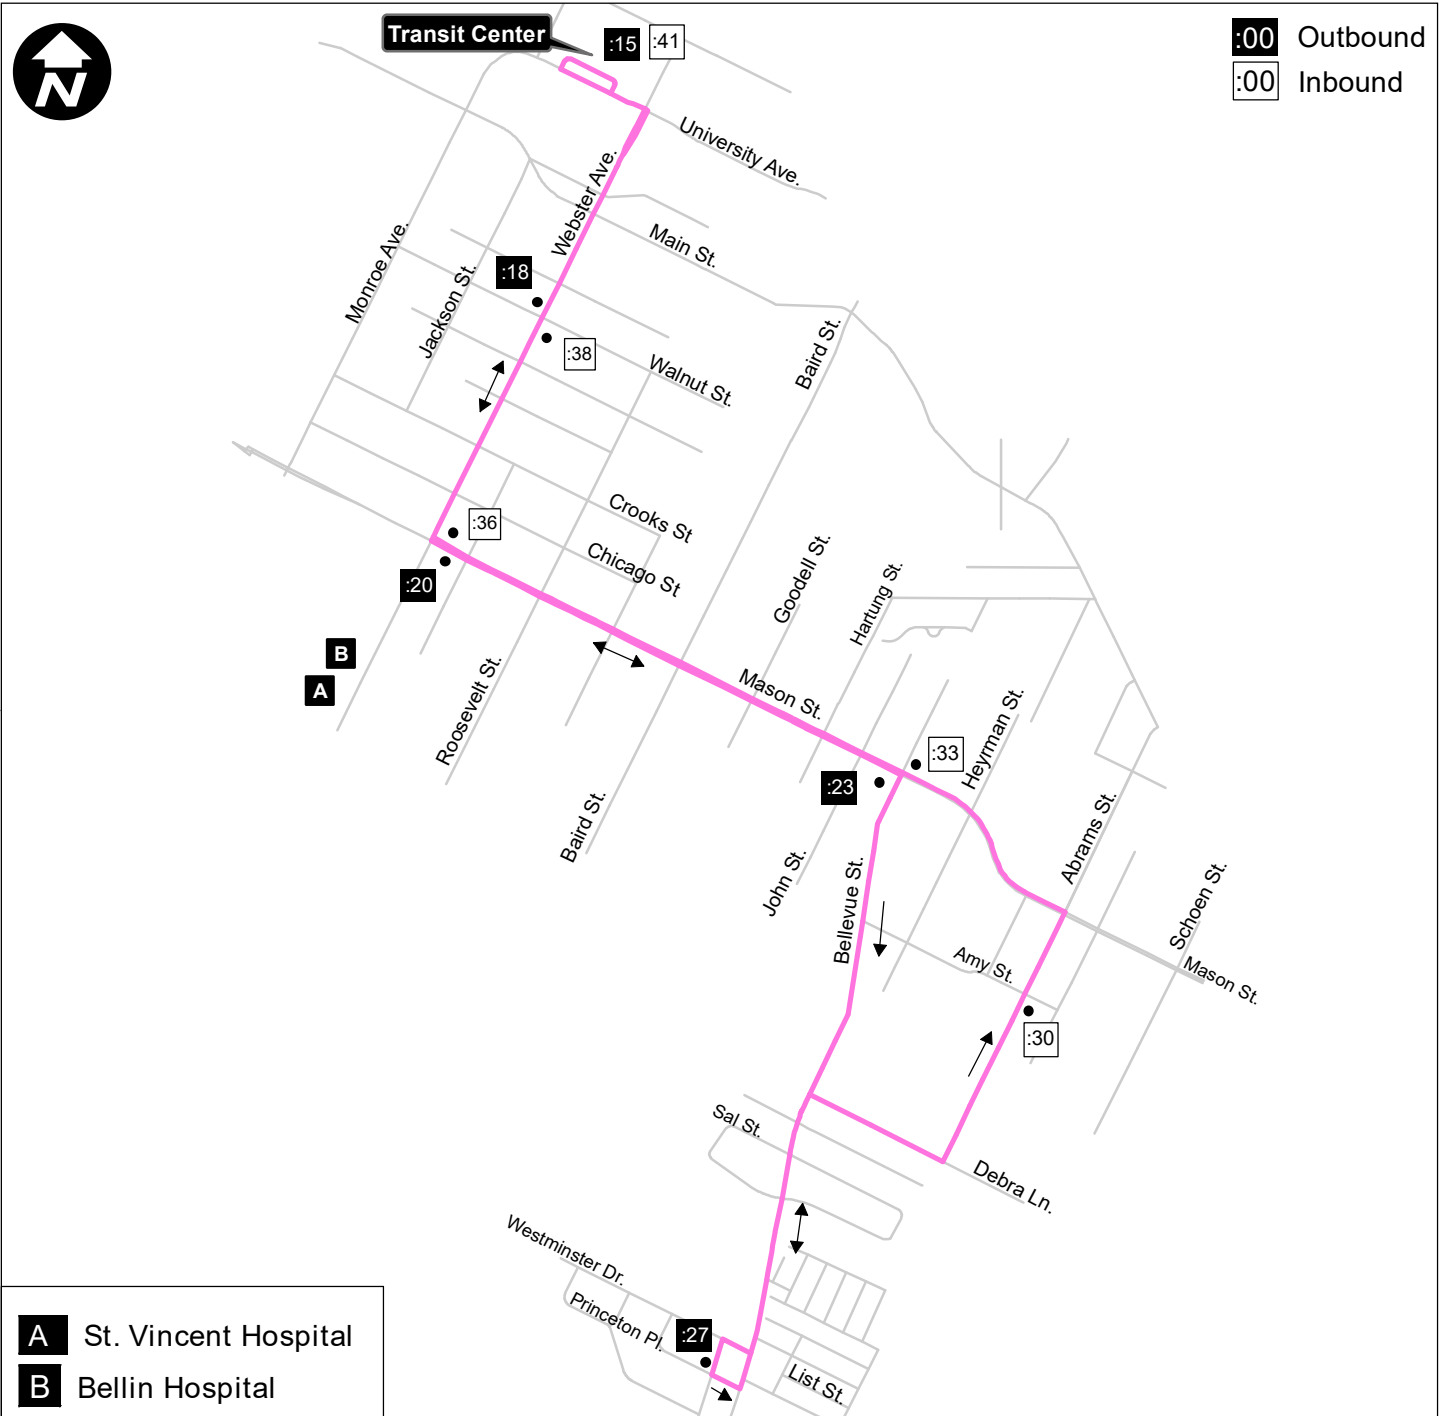 Transit Center
:15
:41
:00 Outbound
:00 Inbound
N
University Ave.
Webster Ave.
Monroe Ave.
Main St.
Jackson St.
:18
:38
Walnut St.
Baird St.
Crooks St
:36
Chicago St
:20
Goodell St.
Hartung St.
B
A
Roosevelt St.
Mason St.
Heyrman St.
:33
:23
Baird St.
John St.
Bellevue St.
Abrams St.
Schoen St.
Amy St.
Mason St.
:30
Sal St.
Debra Ln.
Westminster Dr.
Princeton Pl.
:27
List St.
A St. Vincent Hospital
B Bellin Hospital